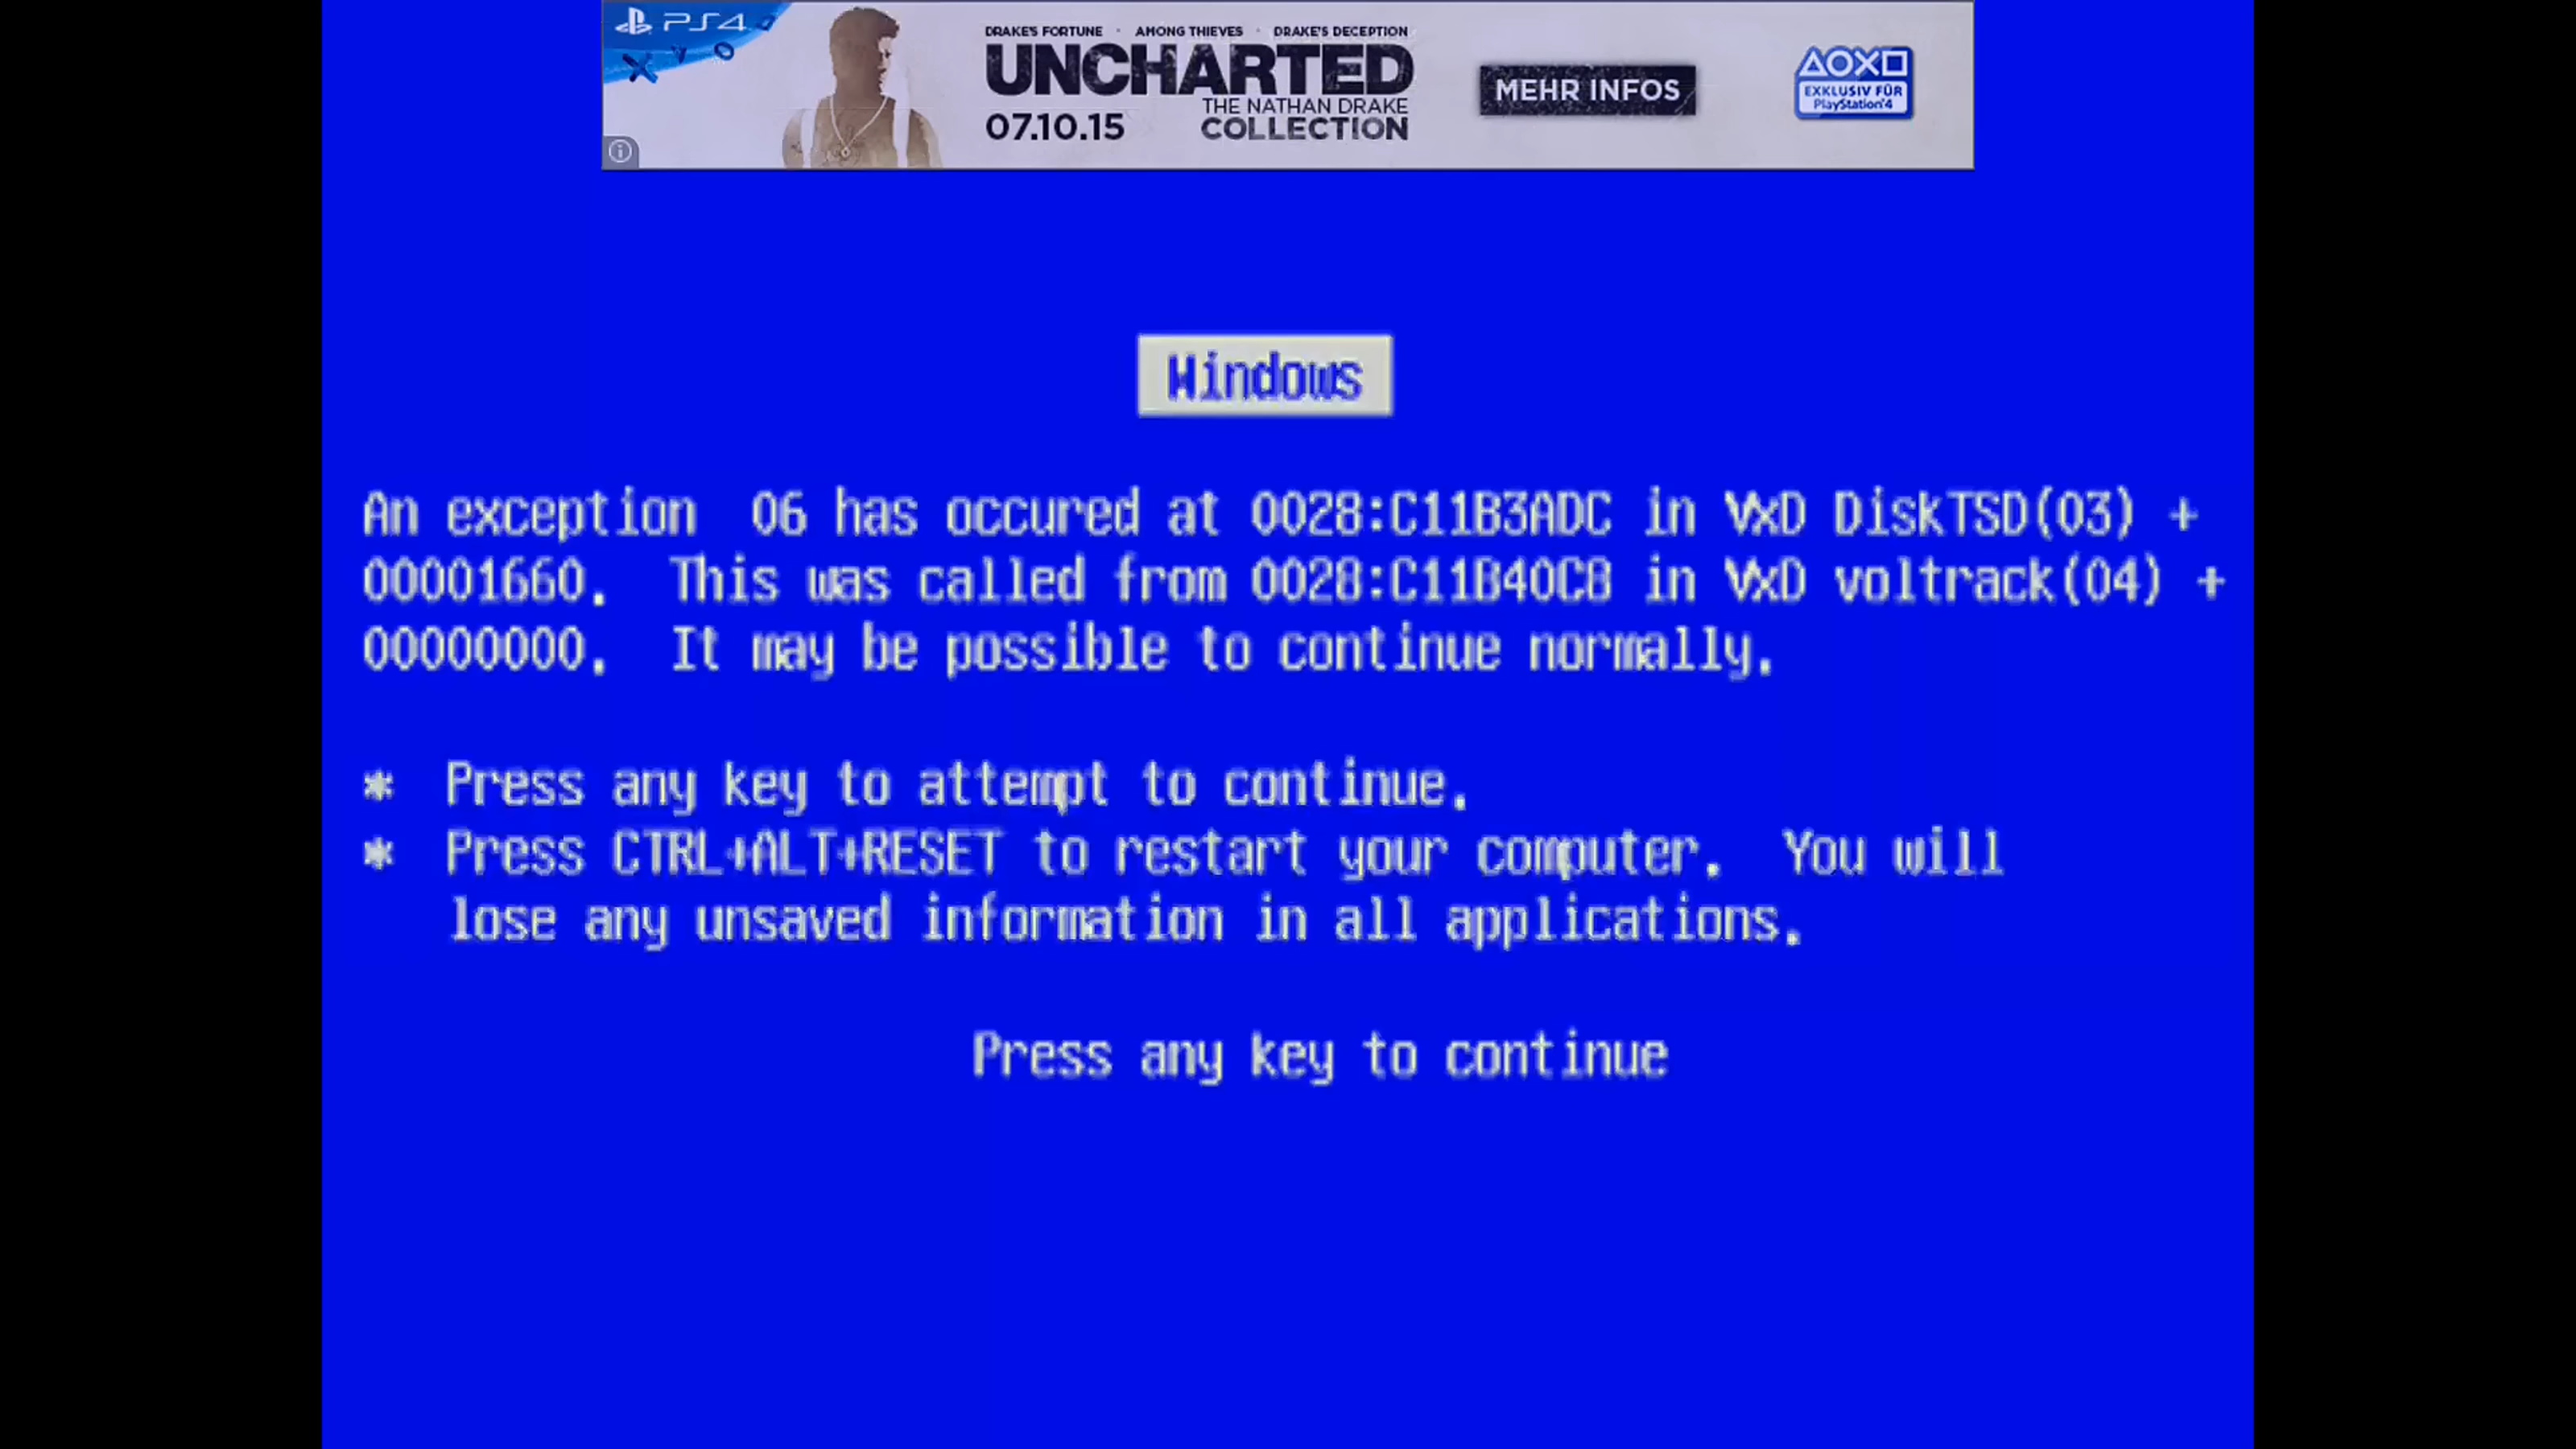 PS4
DRAKE'S FORTUNE · AMONG THIEVES · DRAKE'S DECEPTION
UNCHARTED
THE NATHAN DRAKE
07.10.15 COLLECTION
MEHR INFOS
EXKLUSIV FÜR
PlayStation4
Windows
An exception 06 has occured at 0028:C11B3ADC in VxD DiskTSD(03) +
00001660. This was called from 0028:C11B40C8 in VxD voltrack(04) +
00000000. It may be possible to continue normally.
* Press any key to attempt to continue.
* Press CTRL+ALT+RESET to restart your computer. You will
lose any unsaved information in all applications.
Press any key to continue